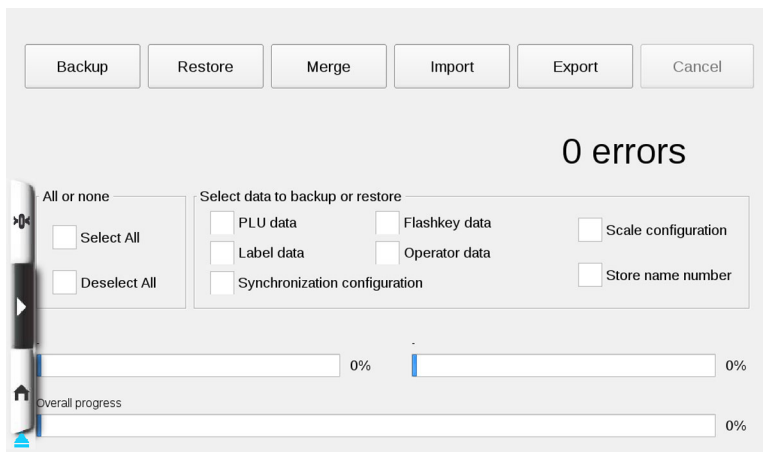 Backup Restore Merge Import Export Cancel
0 errors
All or none
Select data to backup or restore
Select All
Deselect All
PLU data
Flashkey data
Label data
Operator data
Synchronization configuration
Scale configuration
Store name number
>0<
-
0%
-
0%
Overall progress
0%